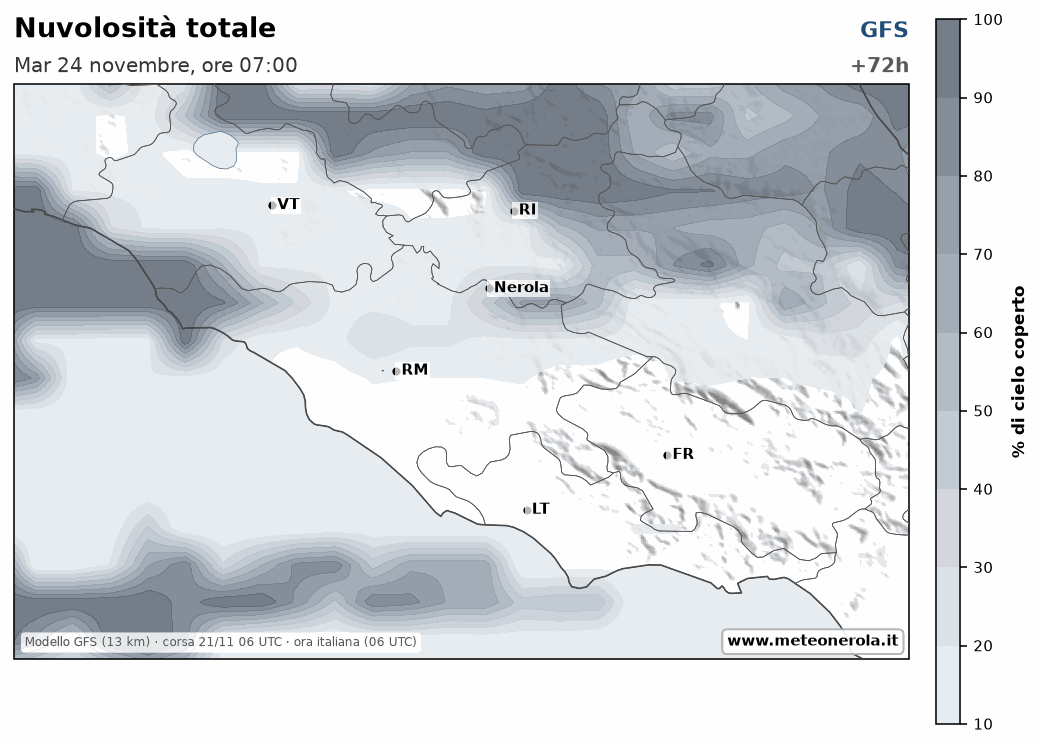 Nuvolosità totale
GFS
Mar 24 novembre, ore 07:00
+72h
VT
RI
Nerola
RM
FR
LT
Modello GFS (13 km) · corsa 21/11 06 UTC · ora italiana (06 UTC)
www.meteonerola.it
100
90
80
70
60
50
40
30
20
10
% di cielo coperto